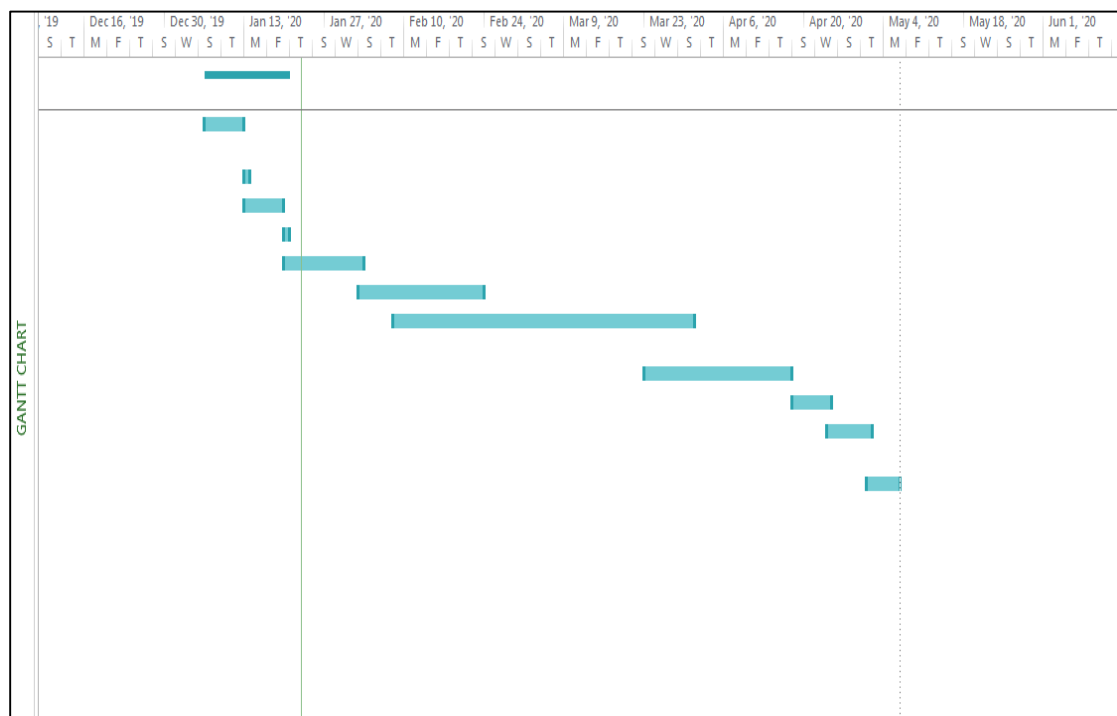 , '19 Dec 16, '19 Dec 30, '19 Jan 13, '20 Jan 27, '20 Feb 10, '20 Feb 24, '20 Mar 9, '20 Mar 23, '20 Apr 6, '20 Apr 20, '20 May 4, '20 May 18, '20 Jun 1, '20
S T M F T S W S T M F T S W S T M F T S W S T M F T S W S T M F T S W S T M F T S W S T M F T
GANTT CHART